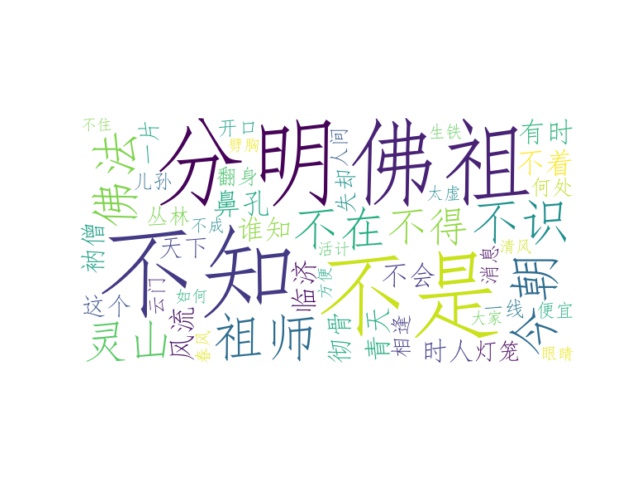 不住
佛法
一片
分明
开口
劈胸
人间
佛祖
生铁
有时
不着
何处
儿孙
翻身
鼻孔
失却
太虚
丛林
不成
谁知
不在
不得
不识
衲僧
天下
不知
活计
临济
不是
不会
消息
清风
今朝
这个
云门
如何
方便
一线
便宜
灵山
风流
春风
祖师
彻骨
青天
相逢
大家
时人
灯笼
眼睛